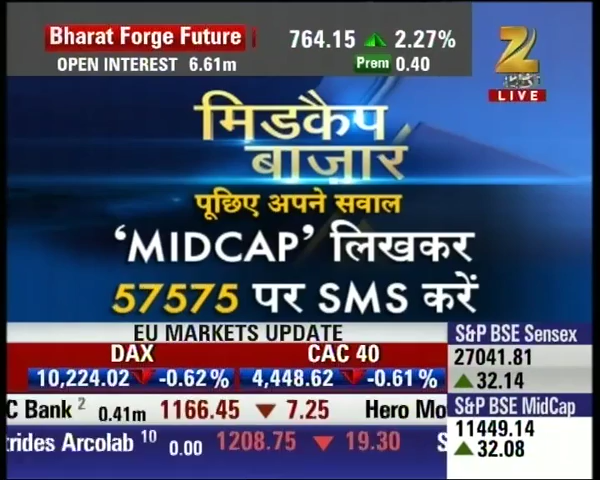 Bharat Forge Future 764.15 2.27%
OPEN INTEREST 6.61m Prem 0.40
LIVE
मिडकैप
बाज़ार
पूछिए अपने सवाल
‘MIDCAP’ लिखकर
57575 पर SMS करें
EU MARKETS UPDATE
DAX CAC 40
10,224.02 -0.62% 4,448.62 -0.61%
S&P BSE Sensex
27041.81
32.14
S&P BSE MidCap
11449.14
32.08
C Bank 2 0.41m 1166.45 7.25 Hero Mo
trides Arcolab 10 0.00 1208.75 19.30 S